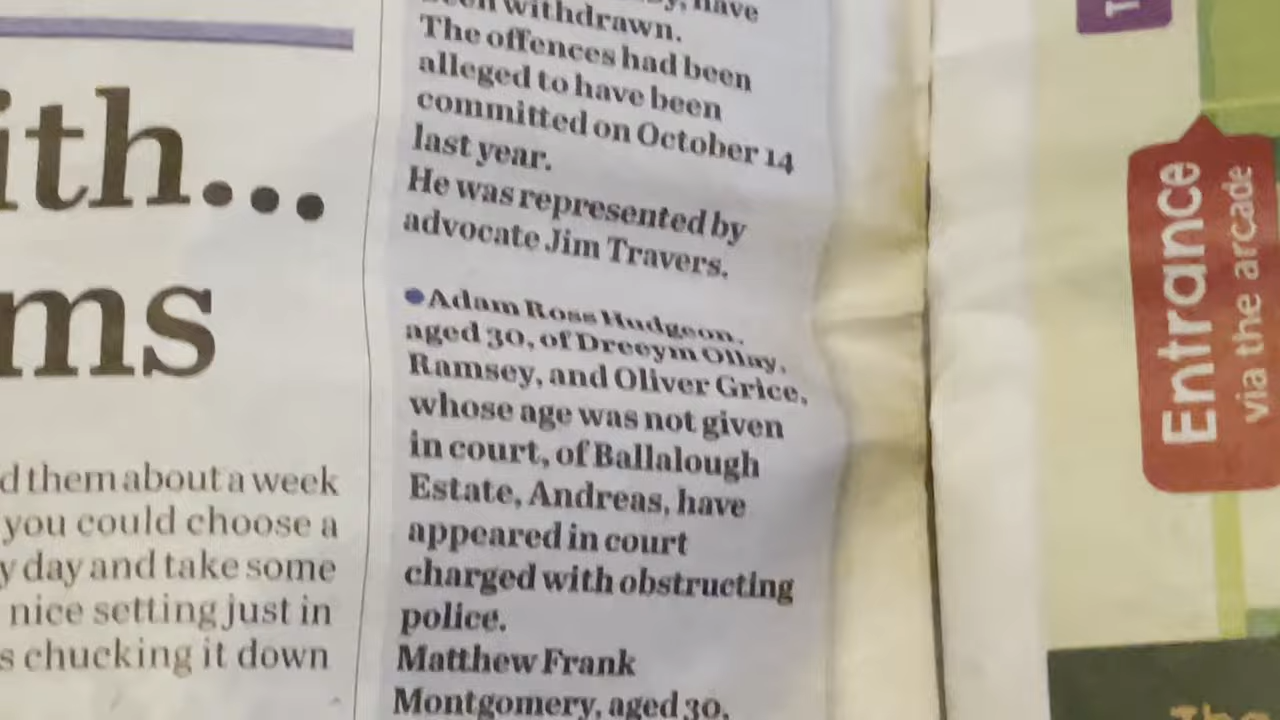 ith...
ms
d them about a week
you could choose a
y day and take some
nice setting just in
s chucking it down
have
withdrawn.
The offences had been
alleged to have been
committed on October 14
last year.
He was represented by
advocate Jim Travers.
●Adam Ross Hudgeon,
aged 30, of Dreeym Ollay,
Ramsey, and Oliver Grice,
whose age was not given
in court, of Ballalough
Estate, Andreas, have
appeared in court
charged with obstructing
police.
Matthew Frank
Montgomery, aged 30,
Entrance
via the arcade